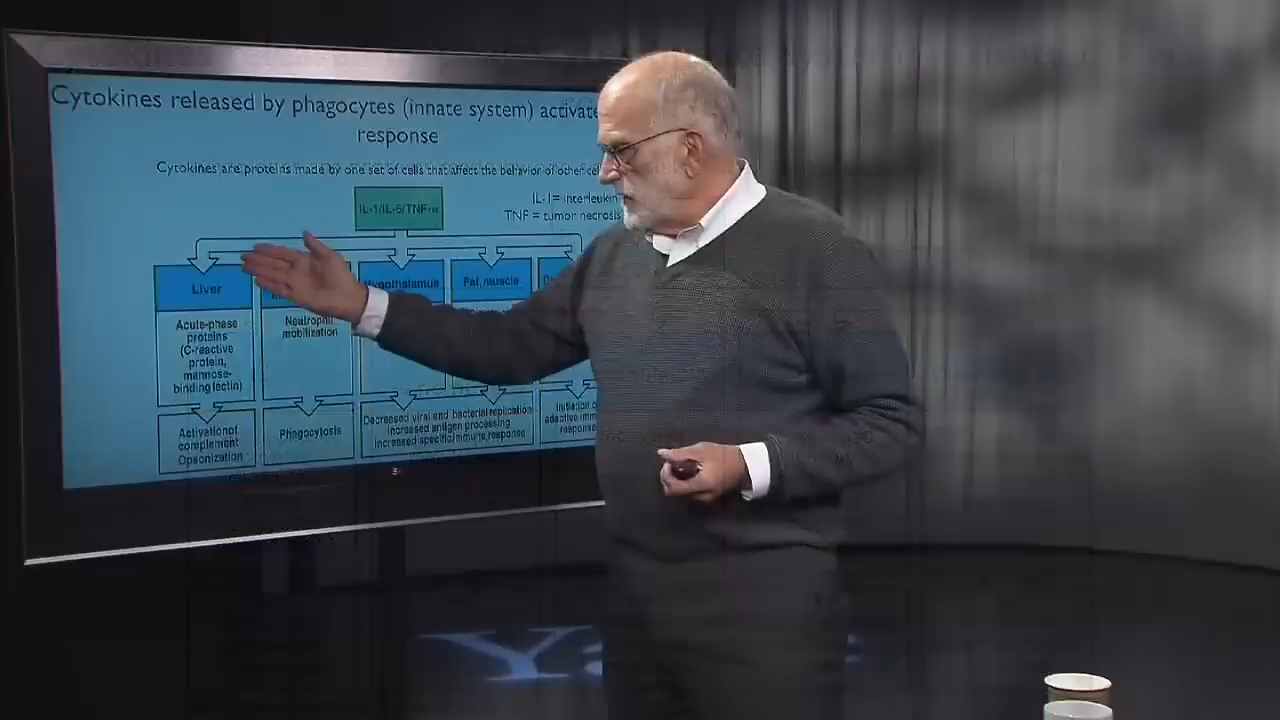 Cytokines released by phagocytes (innate system) activate
response
Cytokines are proteins made by one set of cells that affect the behavior of other
IL-1/IL-6/TNF-α
IL-1= interleukin
TNF = tumor necrosis
Liver
Hypothalamus
Fat, muscle
Acute-phase
proteins
(C-reactive
protein,
mannose-
binding lectin)
Neutrophil
mobilization
Activation of
complement
Opsonization
Phagocytosis
Decreased viral and bacterial replication
Increased antigen processing
Increased specific immune response
Initiation of
adaptive
response